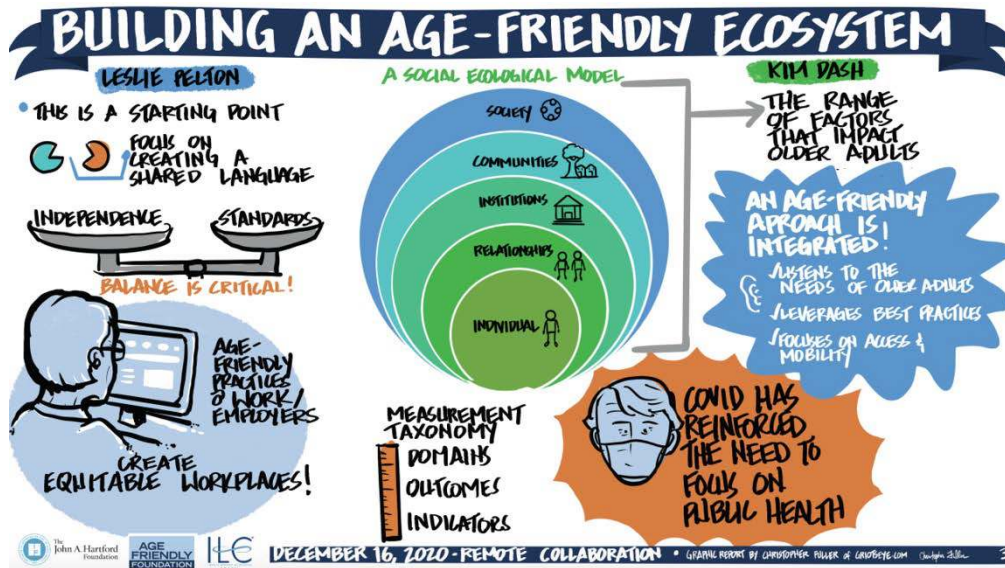 BUILDING AN AGE-FRIENDLY ECOSYSTEM
LESLIE PELTON
• THIS IS A STARTING POINT
FOCUS ON
CREATING A
SHARED LANGUAGE
INDEPENDENCE
STANDARDS
BALANCE IS CRITICAL!
AGE-
FRIENDLY
PRACTICES
@ WORK/
EMPLOYERS
CREATE
EQUITABLE WORKPLACES!
A SOCIAL ECOLOGICAL MODEL
SOCIETY
COMMUNITIES
INSTITUTIONS
RELATIONSHIPS
INDIVIDUAL
MEASUREMENT
TAXONOMY
DOMAINS
OUTCOMES
INDICATORS
KIM DASH
THE RANGE
OF FACTORS
THAT IMPACT
OLDER ADULTS
AN AGE-FRIENDLY
APROACH IS
INTEGRATED!
✓LISTENS TO THE
NEEDS OF OLDER ADULTS
✓LEVERAGES BEST PRACTICES
✓FOCUSES ON ACCESS &
MOBILITY
COVID HAS
REINFORCED
THE NEED TO
FOCUS ON
PUBLIC HEALTH
The
John A. Hartford
Foundation
AGE
FRIENDLY
FOUNDATION
ILC
DECEMBER 16, 2020 - REMOTE COLLABORATION • GRAPHIC REPORT BY CHRISTOPHER FULLER OF GRIOTSEYE.COM Christopher Fuller